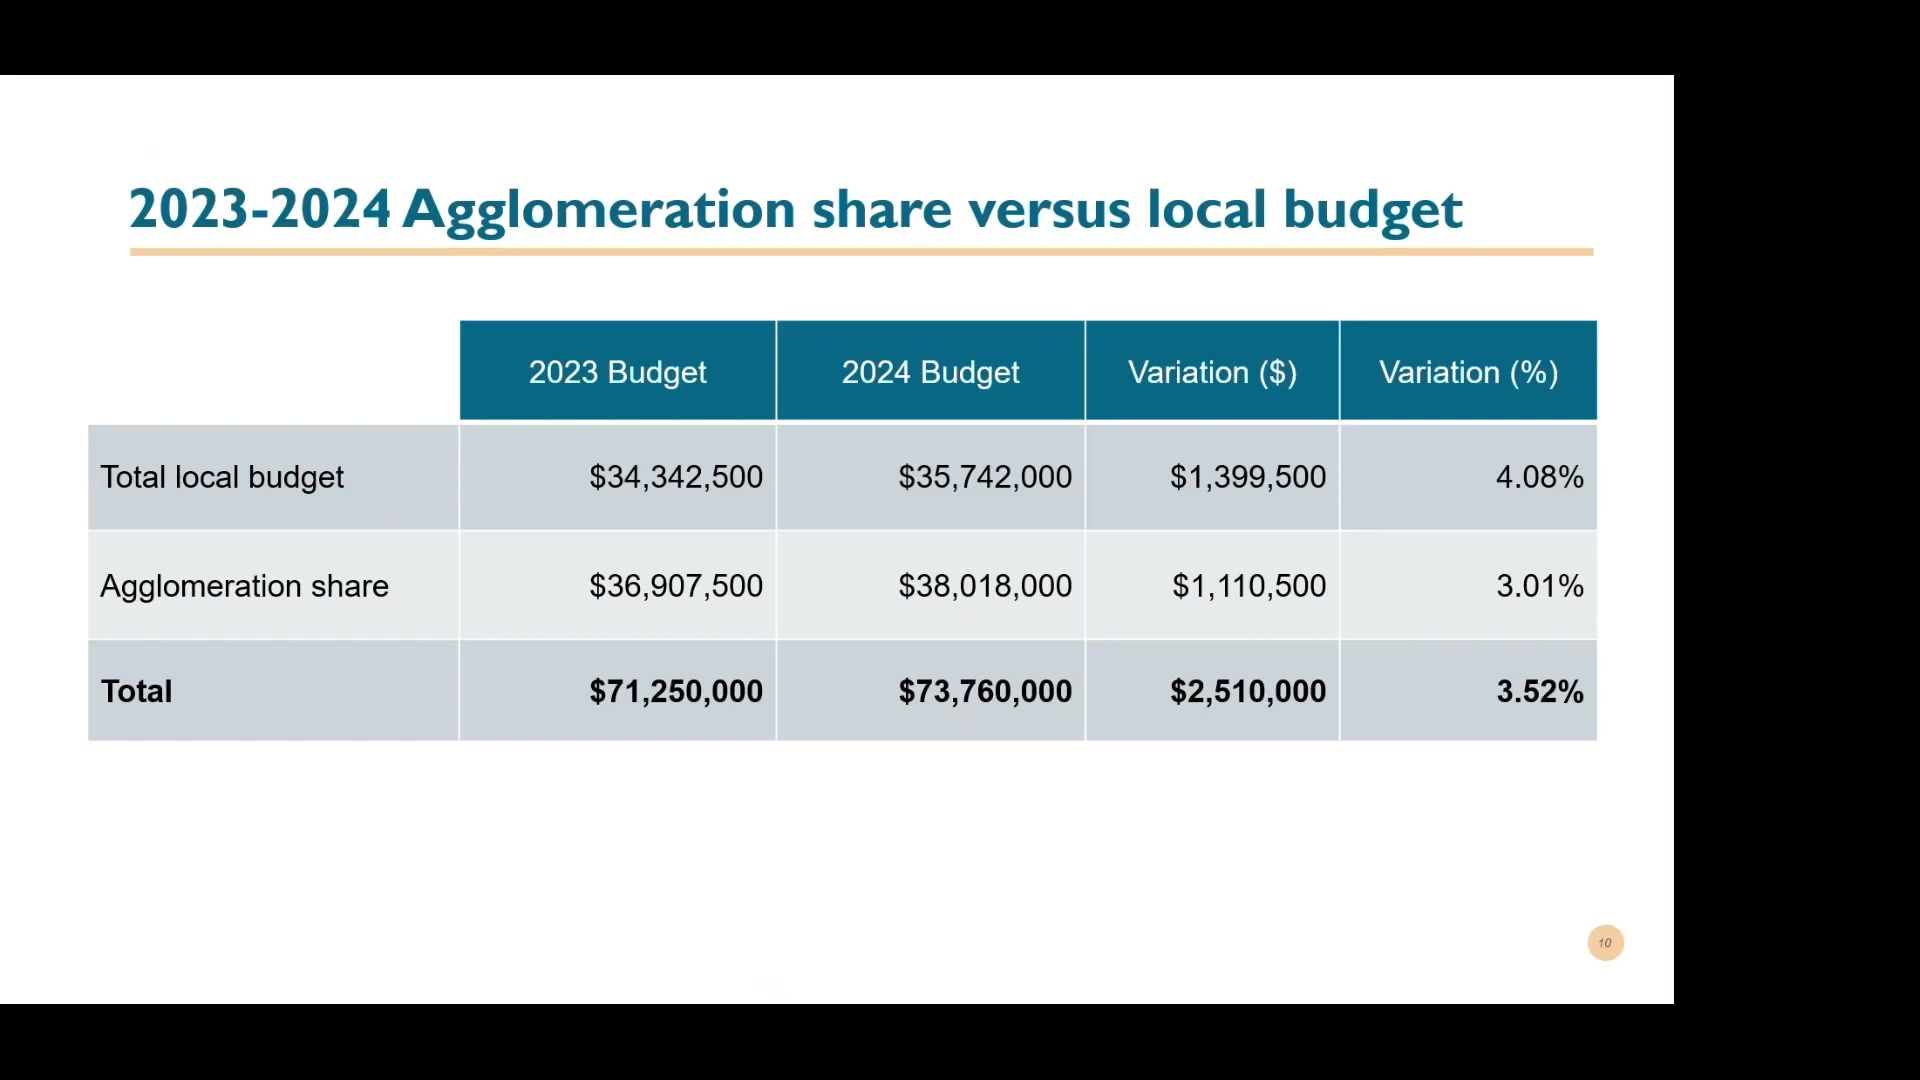 2023-2024 Agglomeration share versus local budget
2023 Budget 2024 Budget Variation ($) Variation (%)
Total local budget $34,342,500 $35,742,000 $1,399,500 4.08%
Agglomeration share $36,907,500 $38,018,000 $1,110,500 3.01%
Total $71,250,000 $73,760,000 $2,510,000 3.52%
10